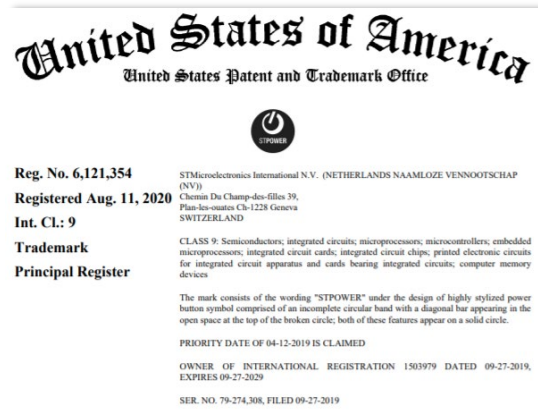 United States of America
United States Patent and Trademark Office
STPOWER
Reg. No. 6,121,354
Registered Aug. 11, 2020
Int. Cl.: 9
Trademark
Principal Register
STMicroelectronics International N.V. (NETHERLANDS NAAMLOZE VENNOOTSCHAP
(NV))
Chemin Du Champ-des-filles 39,
Plan-les-ouates Ch-1228 Geneva
SWITZERLAND
CLASS 9: Semiconductors; integrated circuits; microprocessors; microcontrollers; embedded
microprocessors; integrated circuit cards; integrated circuit chips; printed electronic circuits
for integrated circuit apparatus and cards bearing integrated circuits; computer memory
devices
The mark consists of the wording "STPOWER" under the design of highly stylized power
button symbol comprised of an incomplete circular band with a diagonal bar appearing in the
open space at the top of the broken circle; both of these features appear on a solid circle.
PRIORITY DATE OF 04-12-2019 IS CLAIMED
OWNER OF INTERNATIONAL REGISTRATION 1503979 DATED 09-27-2019,
EXPIRES 09-27-2029
SER. NO. 79-274,308, FILED 09-27-2019